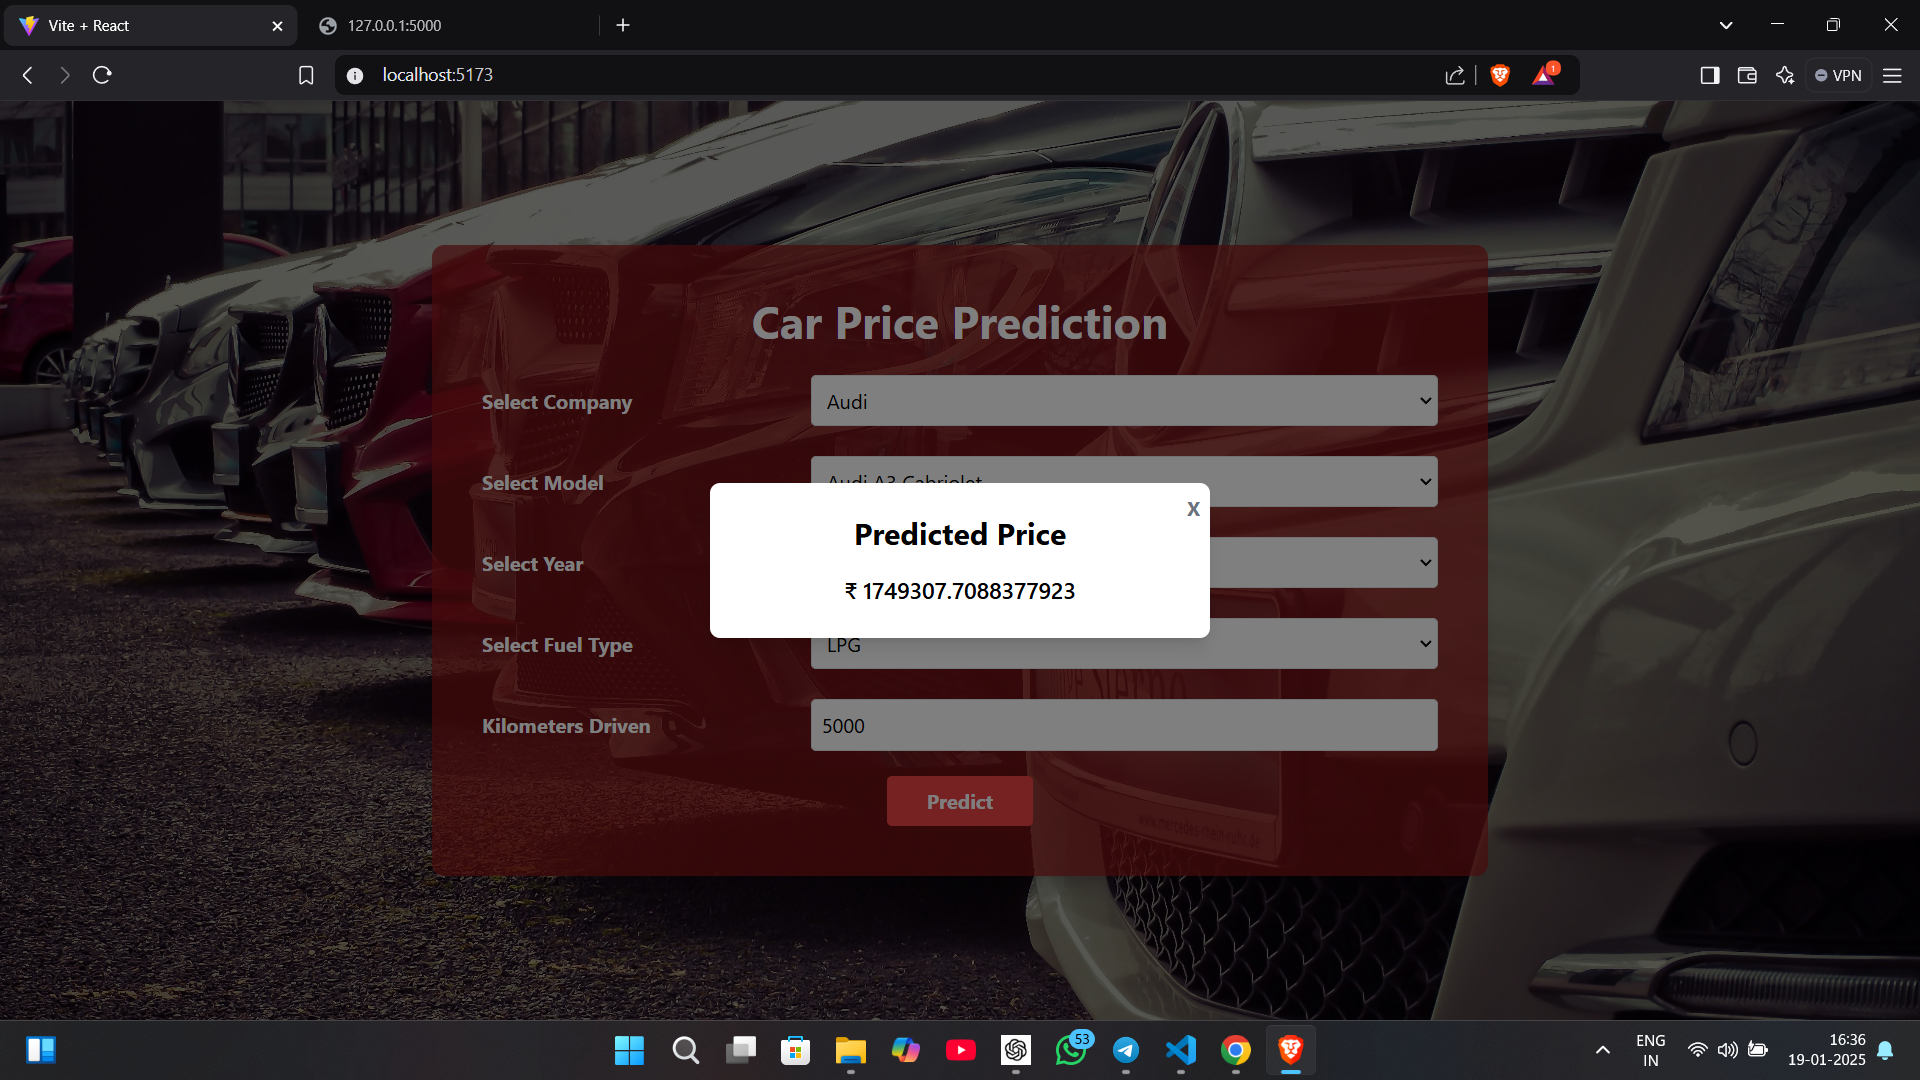 Vite + React
127.0.0.1:5000
localhost:5173
1
VPN
Car Price Prediction
Select Company
Audi
Select Model
Audi A3 Cabriolet
X
Predicted Price
₹ 1749307.7088377923
Select Year
Select Fuel Type
LPG
Kilometers Driven
5000
Predict
53
ENG
IN
16:36
19-01-2025